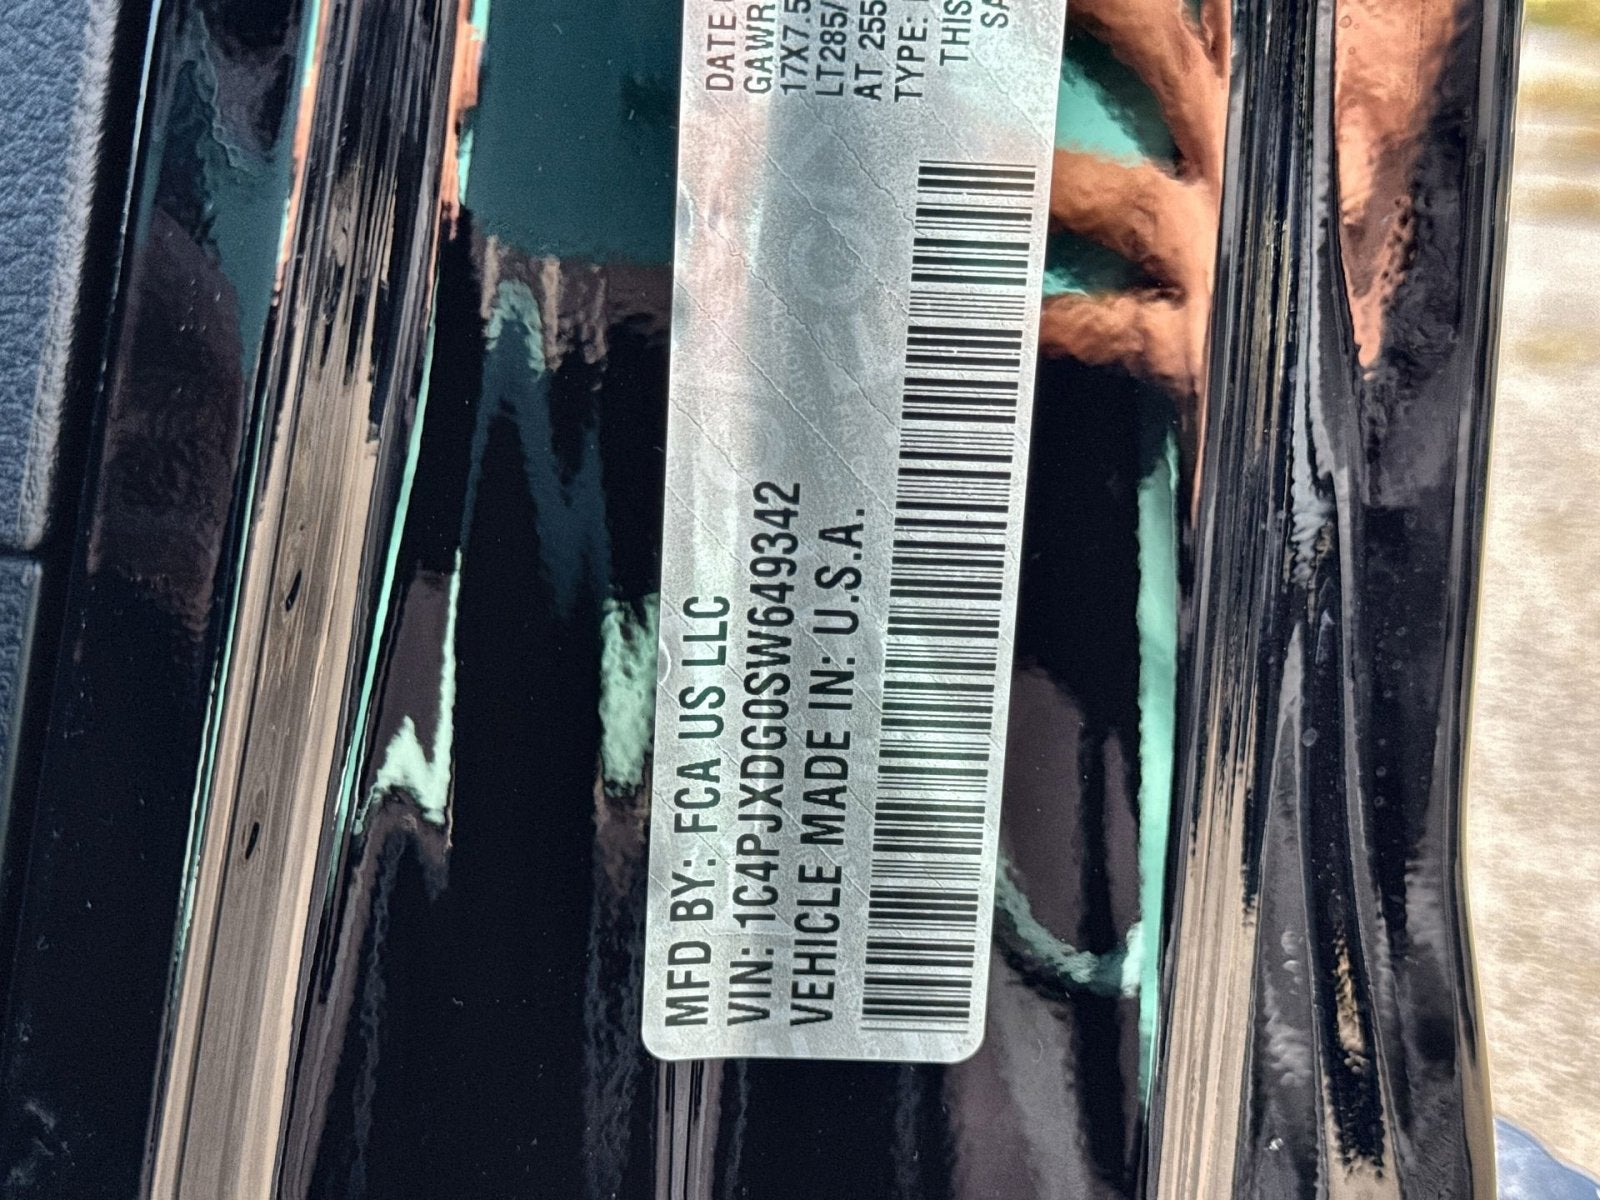 MFD BY: FCA US LLC
VIN: 1C4PJXDG0SW649342
VEHICLE MADE IN: U.S.A.
DATE
GAWR
17X7.5
LT285/
AT 255
TYPE:
THIS
SA